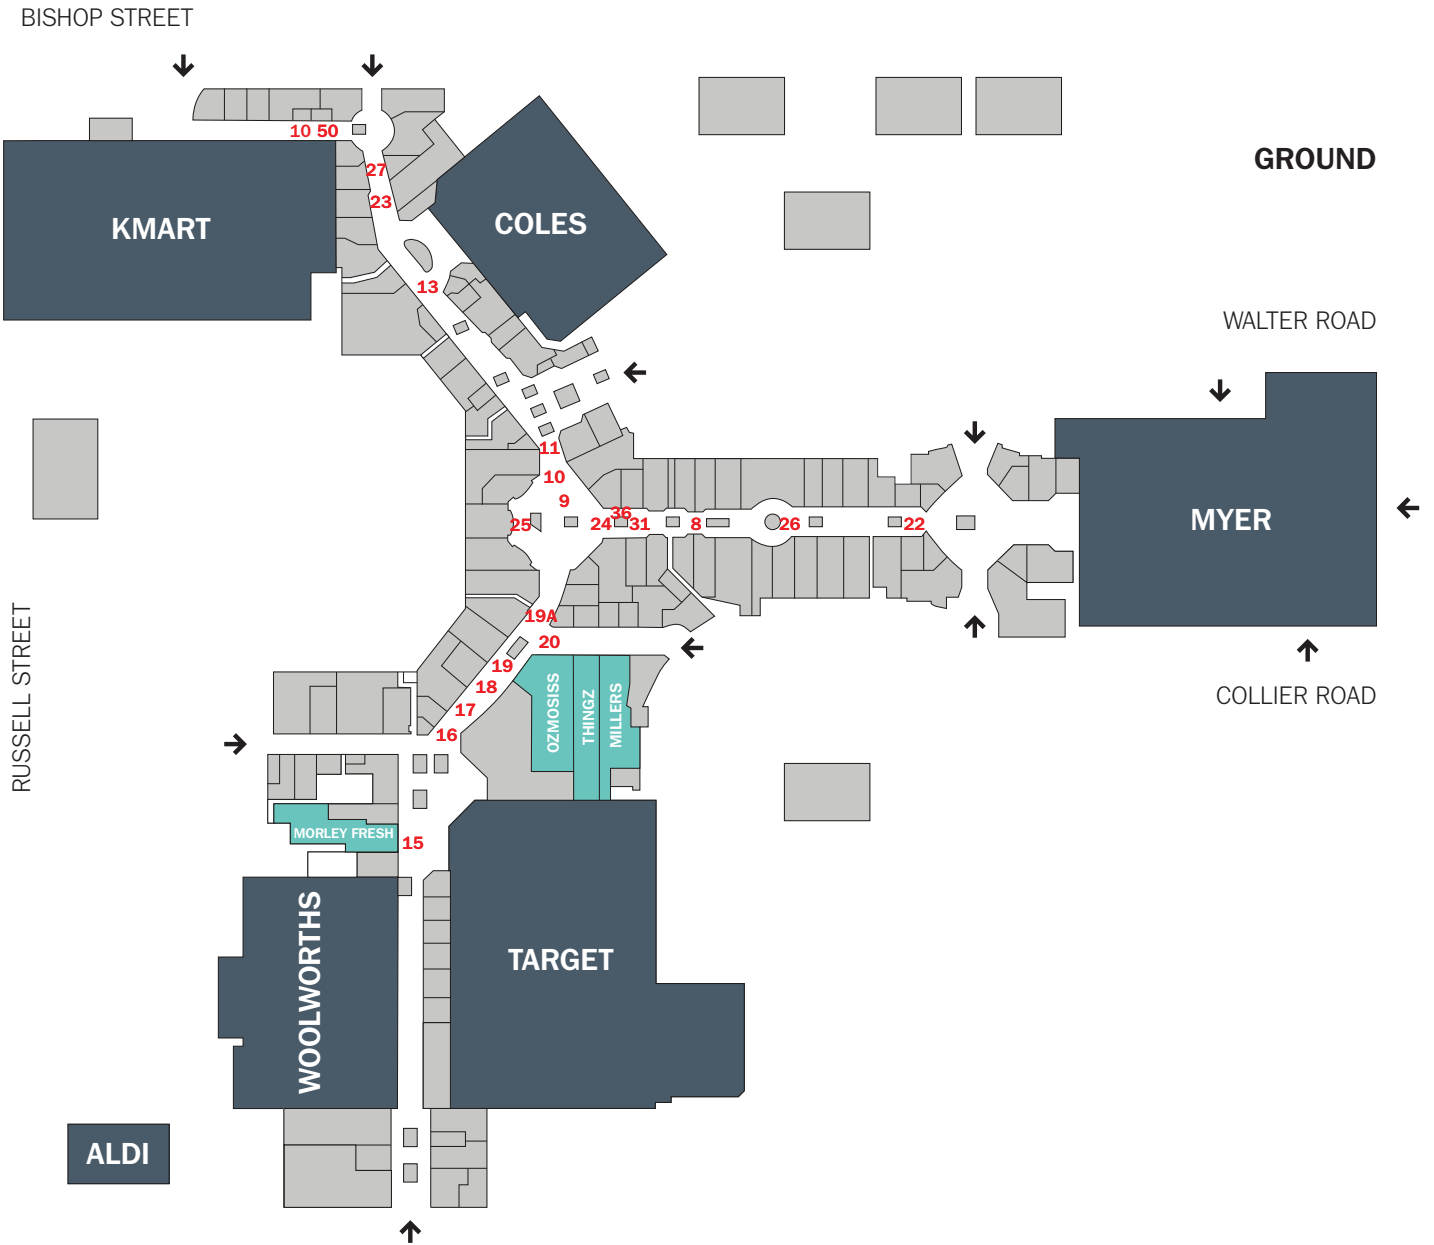 BISHOP STREET
10 50
GROUND
27
23
KMART
COLES
13
WALTER ROAD
11
10
9
36
25
24
31
8
26
22
MYER
19A
20
19
18
17
16
RUSSELL STREET
COLLIER ROAD
OZMOSISS
THINGZ
MILLERS
MORLEY FRESH
15
WOOLWORTHS
TARGET
ALDI